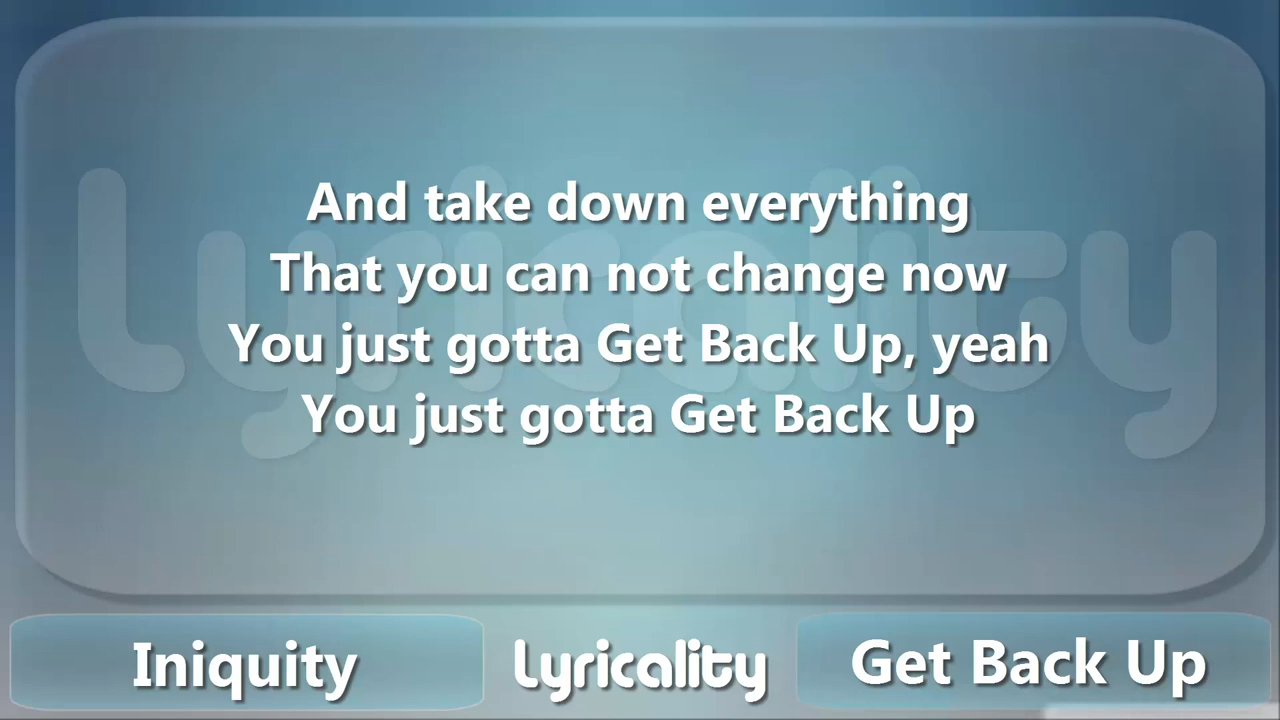 And take down everything
That you can not change now
You just gotta Get Back Up, yeah
You just gotta Get Back Up
Lyricality
Iniquity
Lyricality
Get Back Up